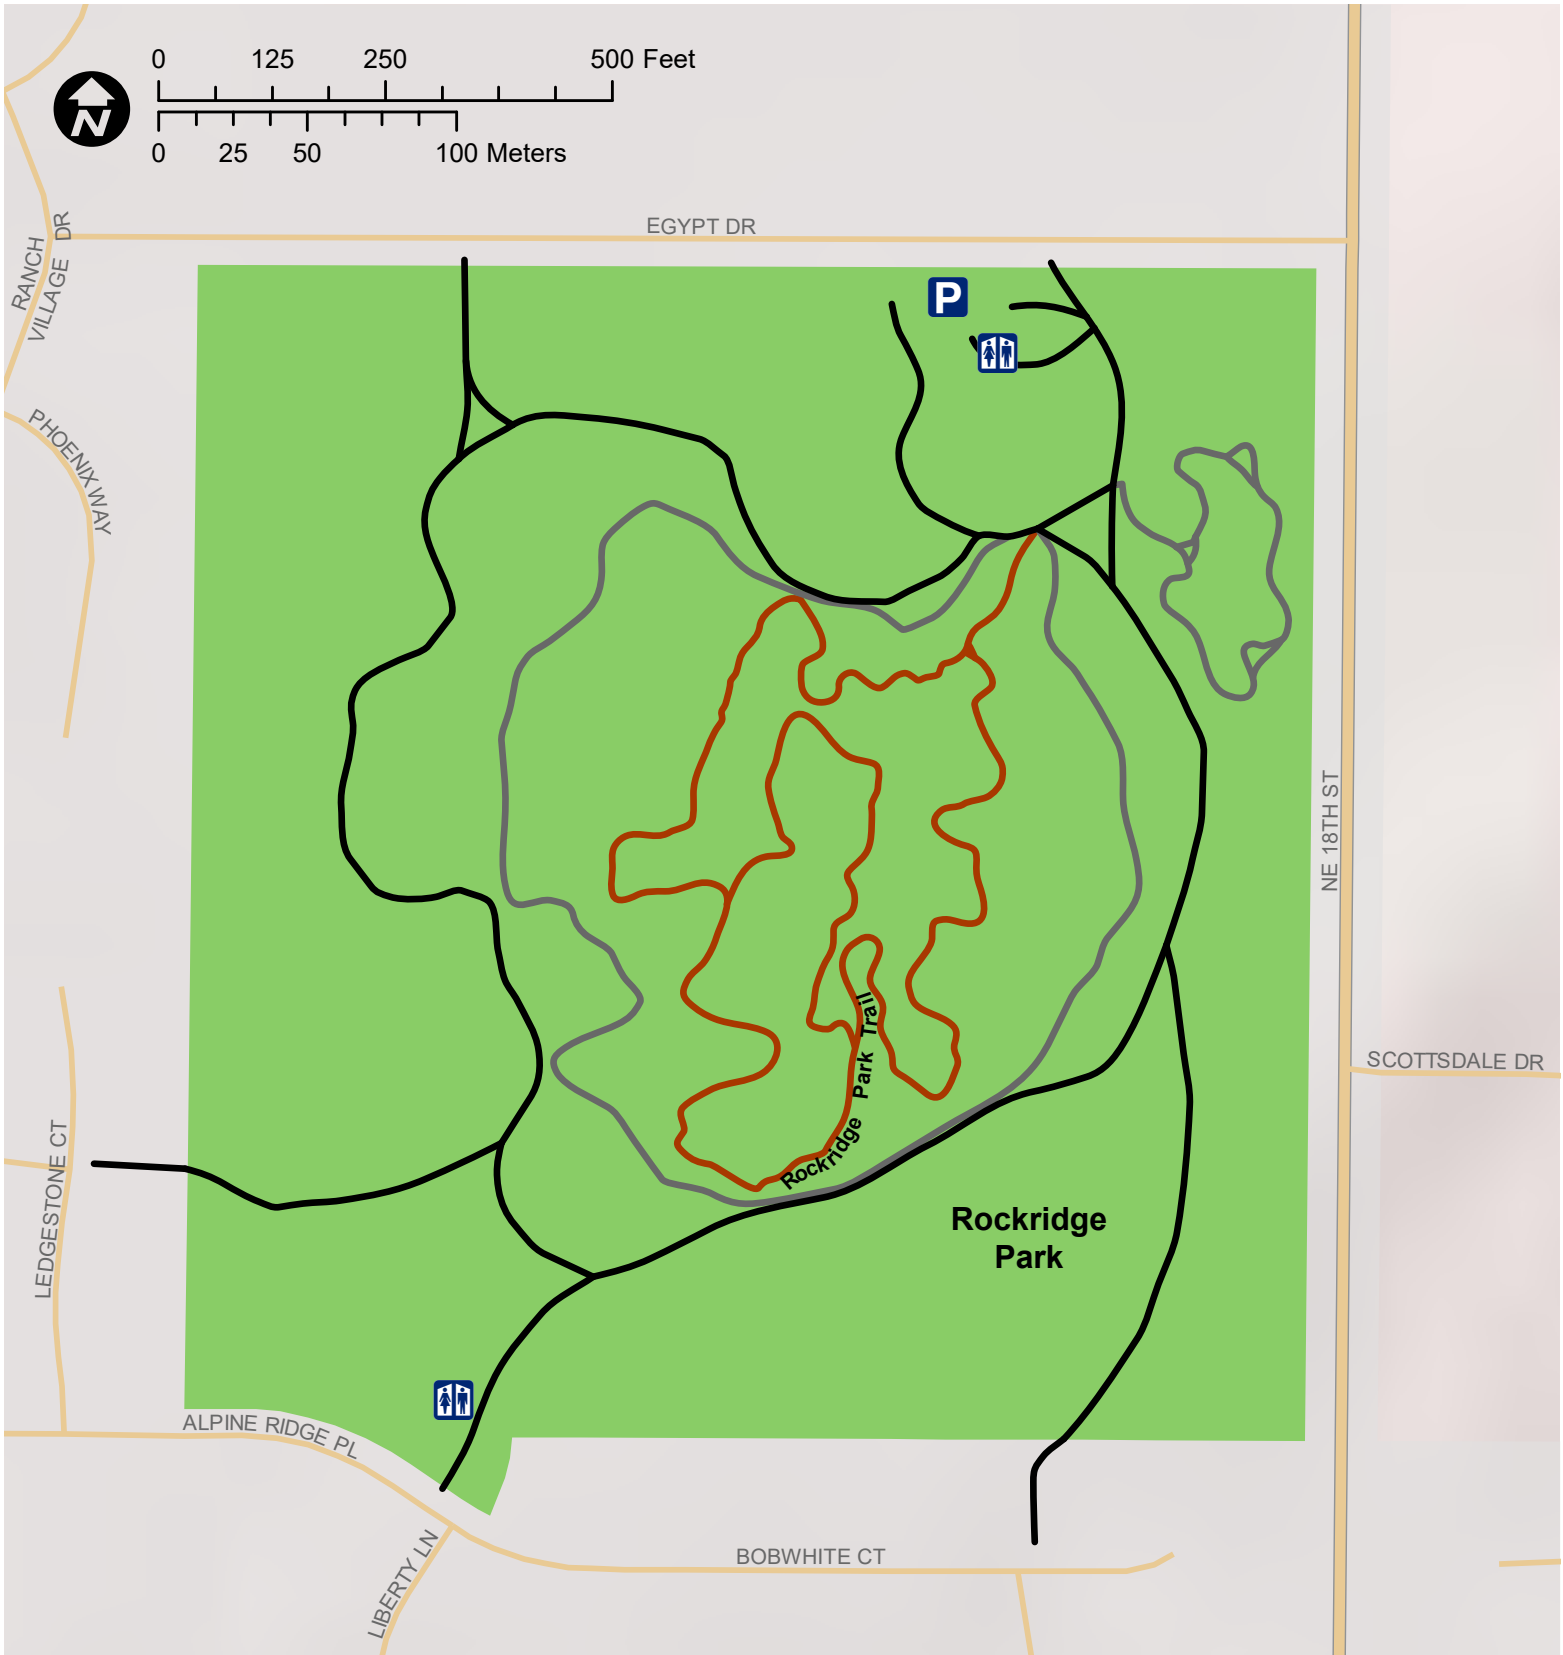 0 125 250 500 Feet
N
0 25 50 100 Meters
EGYPT DR
RANCH
VILLAGE DR
P
PHOENIX WAY
NE 18TH ST
SCOTTSDALE DR
Rockridge Park Trail
LEDGESTONE CT
Rockridge
Park
ALPINE RIDGE PL
LIBERTY LN
BOBWHITE CT